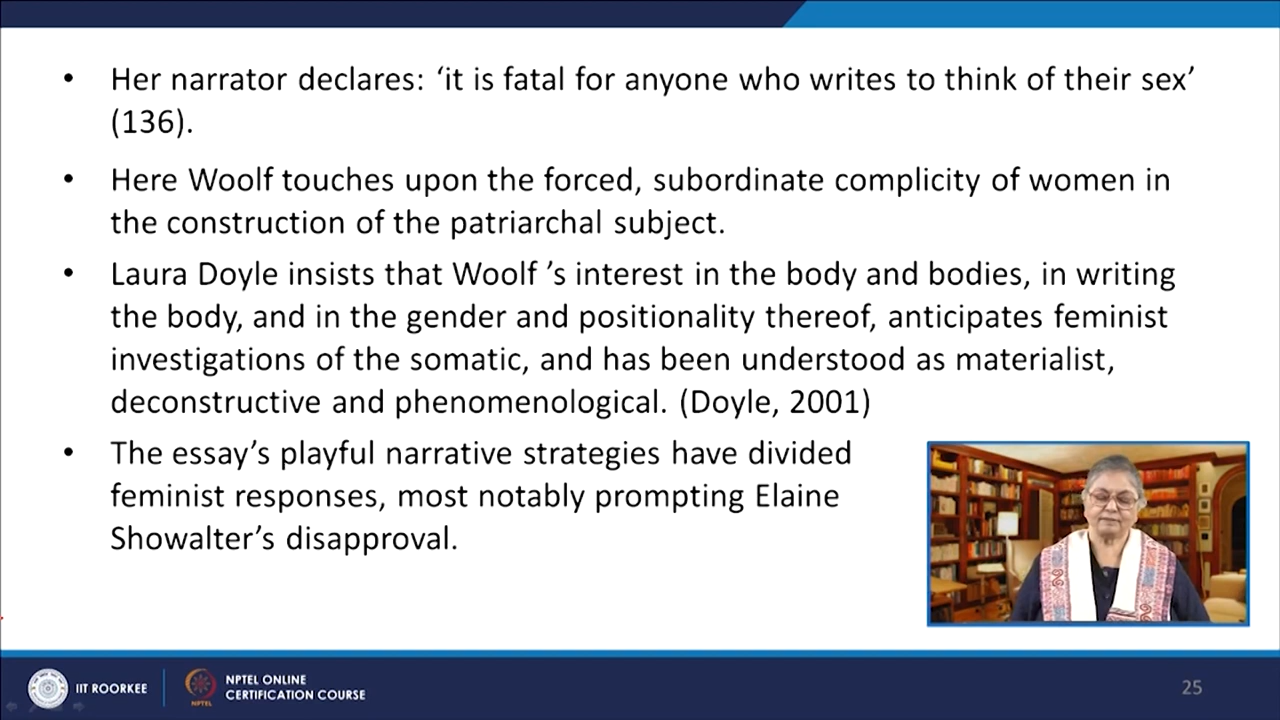 • Her narrator declares: ‘it is fatal for anyone who writes to think of their sex’
(136).
• Here Woolf touches upon the forced, subordinate complicity of women in
the construction of the patriarchal subject.
• Laura Doyle insists that Woolf ’s interest in the body and bodies, in writing
the body, and in the gender and positionality thereof, anticipates feminist
investigations of the somatic, and has been understood as materialist,
deconstructive and phenomenological. (Doyle, 2001)
• The essay’s playful narrative strategies have divided
feminist responses, most notably prompting Elaine
Showalter’s disapproval.
IIT ROORKEE
NPTEL
NPTEL ONLINE
CERTIFICATION COURSE
25